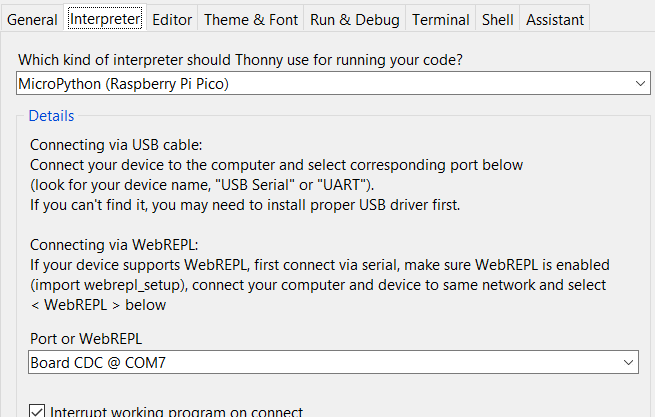 General Interpreter Editor Theme & Font Run & Debug Terminal Shell Assistant
Which kind of interpreter should Thonny use for running your code?
MicroPython (Raspberry Pi Pico)
Details
Connecting via USB cable:
Connect your device to the computer and select corresponding port below
(look for your device name, "USB Serial" or "UART").
If you can't find it, you may need to install proper USB driver first.
Connecting via WebREPL:
If your device supports WebREPL, first connect via serial, make sure WebREPL is enabled
(import webrepl_setup), connect your computer and device to same network and select
< WebREPL > below
Port or WebREPL
Board CDC @ COM7
Interrupt working program on connect